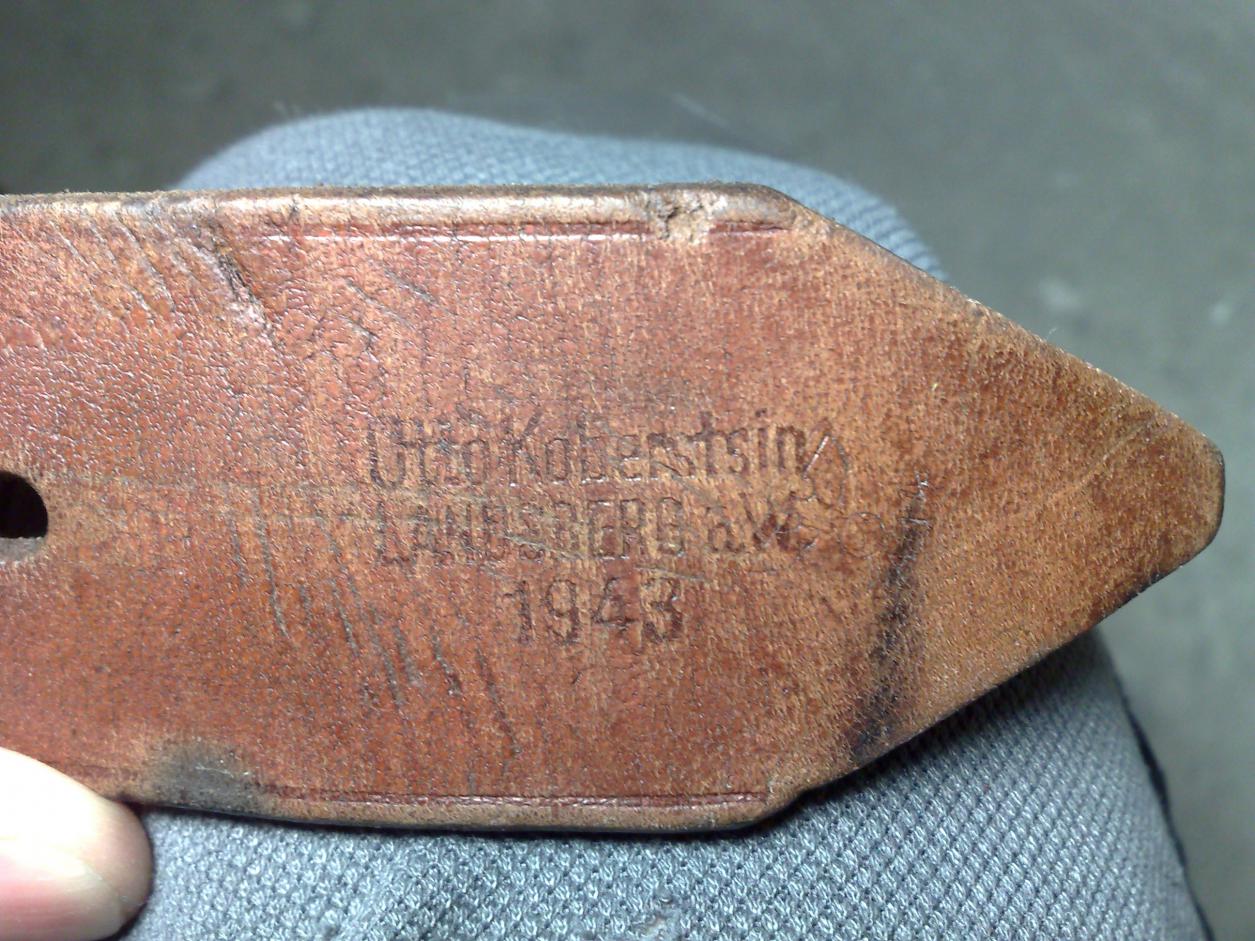 Otto Koberstein
LANDSBERG a.W.
1943